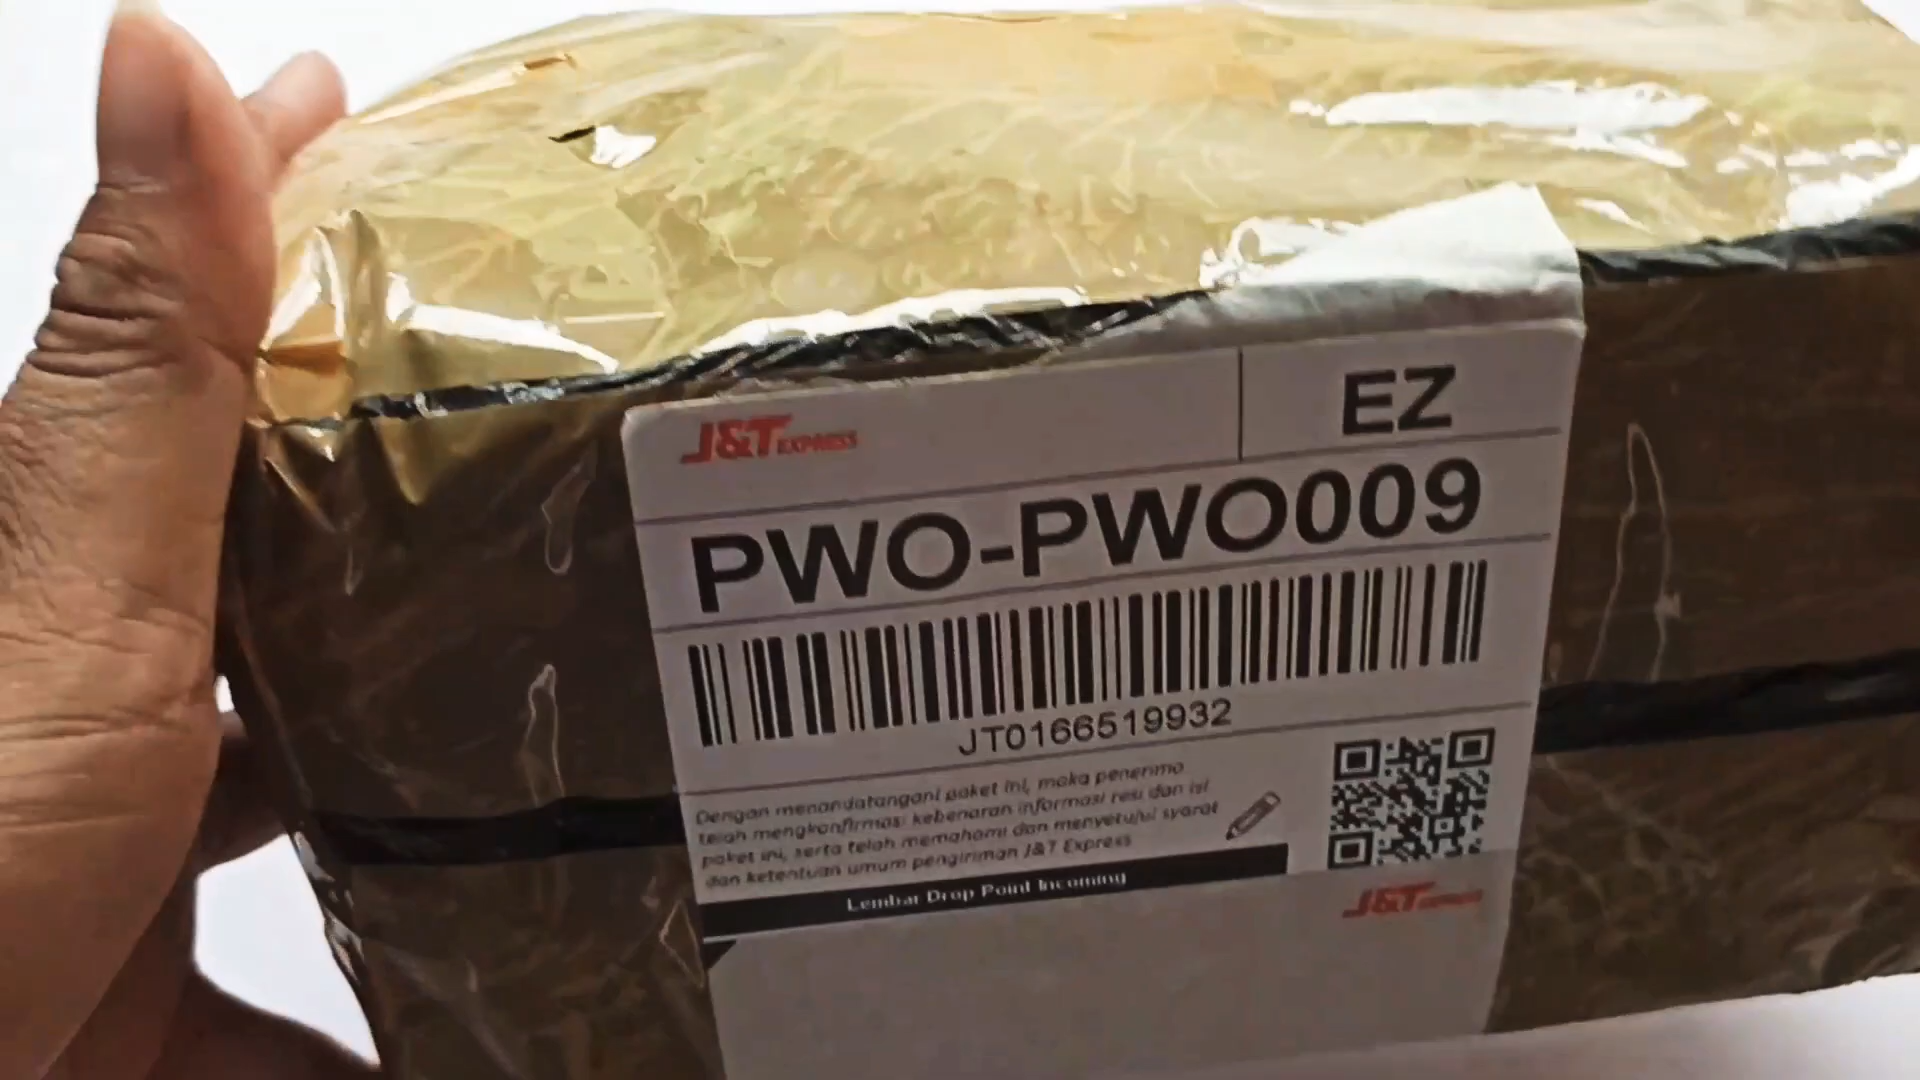 J&T EXPRESS
EZ
PWO-PWO009
JT0166519932
Dengan menandatangani paket ini, maka penerima
telah mengkonfirmasi kebenaran informasi resi dan isi
paket ini, serta telah memahami dan menyetujui syarat
dan ketentuan umum pengiriman J&T Express
Lembar Drop Point Incoming
J&T EXPRESS